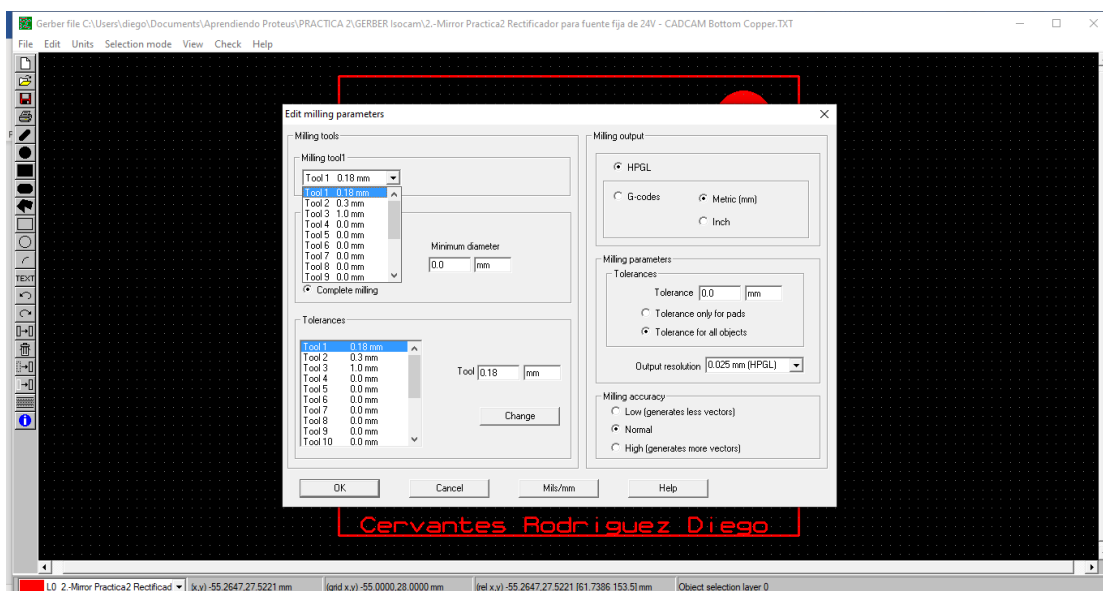 Gerber file C:\Users\diego\Documents\Aprendiendo Proteus\PRACTICA 2\GERBER Isocam\2.-Mirror Practica2 Rectificador para fuente fija de 24V - CADCAM Bottom Copper.TXT
File Edit Units Selection mode View Check Help
TEXT
Edit milling parameters
Milling tools
Milling tool1
Tool 1 0.18 mm
Tool 1 0.18 mm
Tool 2 0.3 mm
Tool 3 1.0 mm
Tool 4 0.0 mm
Tool 5 0.0 mm
Tool 6 0.0 mm
Tool 7 0.0 mm
Tool 8 0.0 mm
Tool 9 0.0 mm
Minimum diameter
0.0 mm
Complete milling
Tolerances
Tool 1 0.18 mm
Tool 2 0.3 mm
Tool 3 1.0 mm
Tool 4 0.0 mm
Tool 5 0.0 mm
Tool 6 0.0 mm
Tool 7 0.0 mm
Tool 8 0.0 mm
Tool 9 0.0 mm
Tool 10 0.0 mm
Tool 0.18 mm
Change
Milling output
HPGL
G-codes
Metric (mm)
Inch
Milling parameters
Tolerances
Tolerance 0.0 mm
Tolerance only for pads
Tolerance for all objects
Output resolution 0.025 mm (HPGL)
Milling accuracy
Low (generates less vectors)
Normal
High (generates more vectors)
OK Cancel Mils/mm Help
Cervantes Rodriguez Diego
L0 2.-Mirror Practica2 Rectificad (x,y) -55.2647,27.5221 mm (grid x,y) -55.0000,28.0000 mm (rel x,y) -55.2647,27.5221 [61.7386 153.5] mm Object selection layer 0